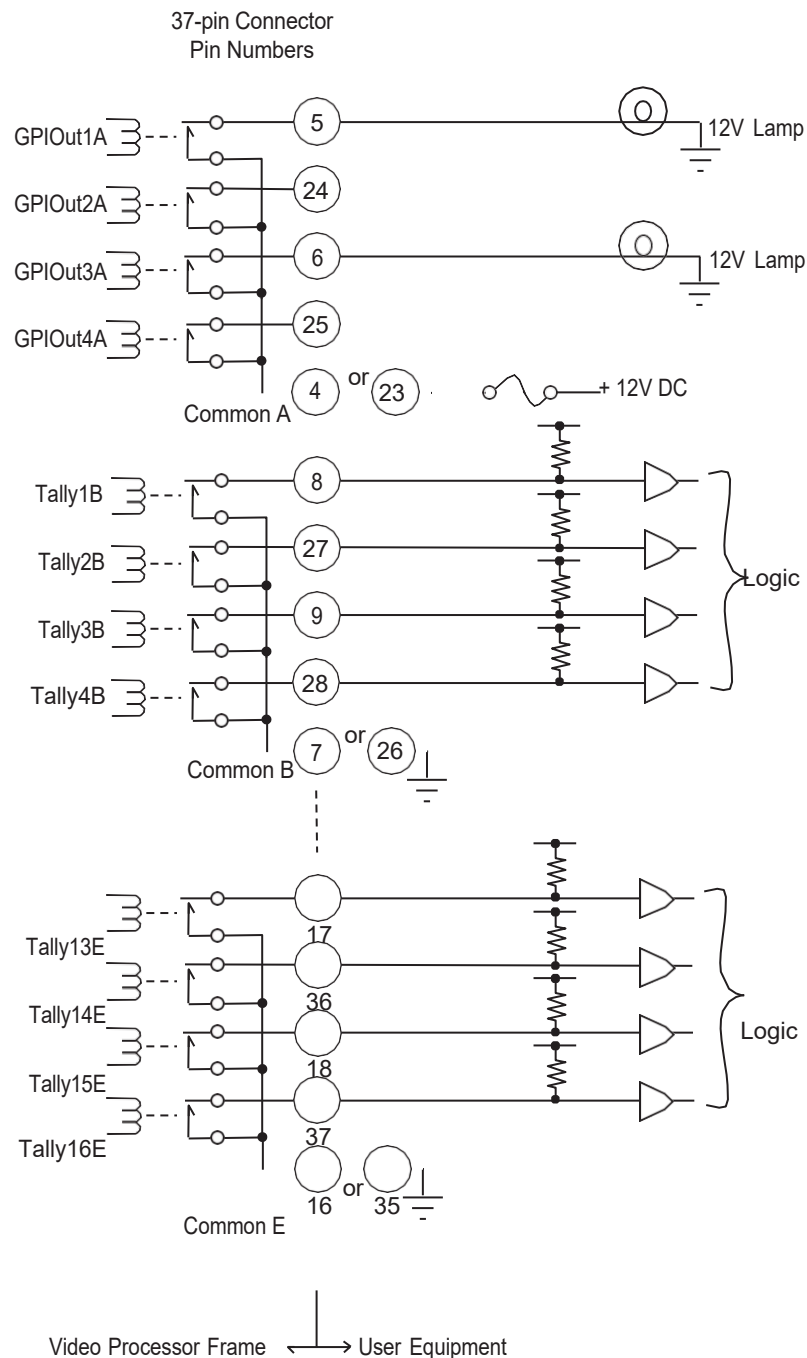 37-pin Connector
Pin Numbers
GPIOut1A
5
12V Lamp
GPIOut2A
24
GPIOut3A
6
12V Lamp
GPIOut4A
25
Common A
4
or
23
+ 12V DC
Tally1B
8
Tally2B
27
Logic
Tally3B
9
Tally4B
28
Common B
7
or
26
Tally13E
17
Tally14E
36
Logic
Tally15E
18
Tally16E
37
16
or
35
Common E
Video Processor Frame
User Equipment